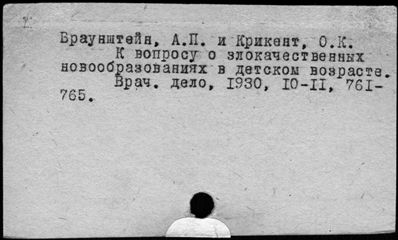 Браунштейн, А.П. и Крикент, О.К.
К вопросу о злокачественных
новообразованиях в детском возрасте.
Врач. дело, 1930, 10-11, 761-
765.